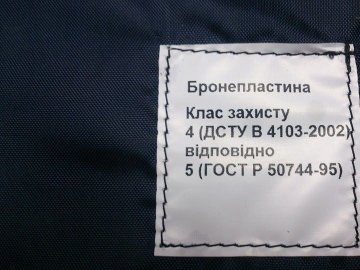 Бронепластина
Клас захисту
4 (ДСТУ В 4103-2002)
відповідно
5 (ГОСТ Р 50744-95)